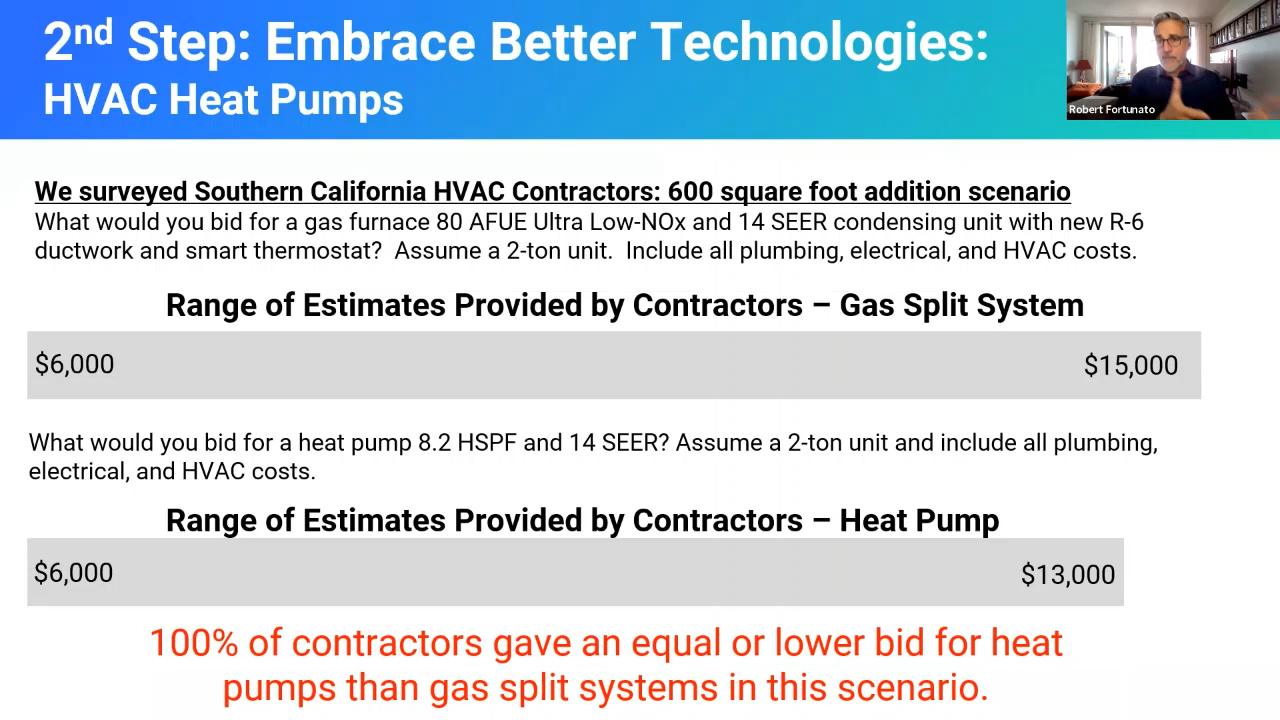 2nd Step: Embrace Better Technologies:
HVAC Heat Pumps
Robert Fortunato
We surveyed Southern California HVAC Contractors: 600 square foot addition scenario
What would you bid for a gas furnace 80 AFUE Ultra Low-NOx and 14 SEER condensing unit with new R-6
ductwork and smart thermostat?  Assume a 2-ton unit.  Include all plumbing, electrical, and HVAC costs.
Range of Estimates Provided by Contractors – Gas Split System
$6,000
$15,000
What would you bid for a heat pump 8.2 HSPF and 14 SEER? Assume a 2-ton unit and include all plumbing,
electrical, and HVAC costs.
Range of Estimates Provided by Contractors – Heat Pump
$6,000
$13,000
100% of contractors gave an equal or lower bid for heat
pumps than gas split systems in this scenario.